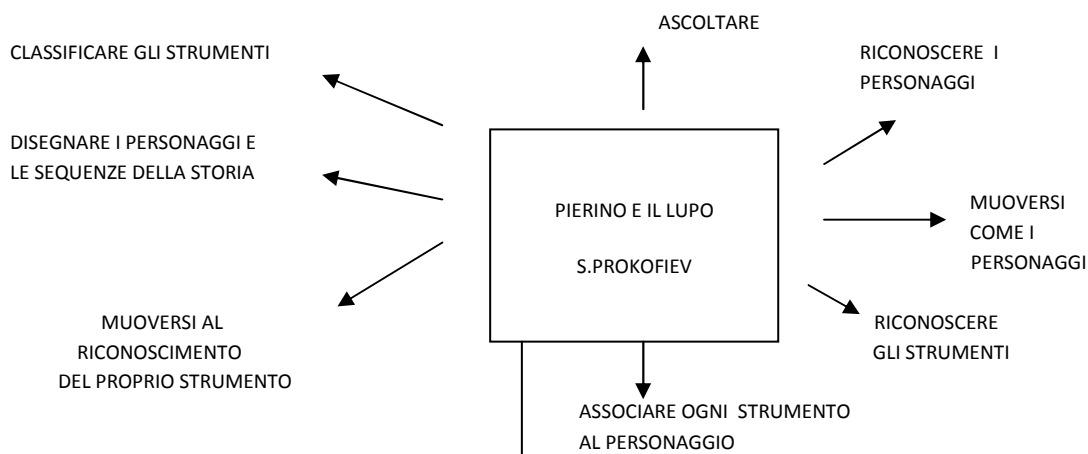 ASCOLTARE
CLASSIFICARE GLI STRUMENTI
RICONOSCERE I
PERSONAGGI
DISEGNARE I PERSONAGGI E
LE SEQUENZE DELLA STORIA
PIERINO E IL LUPO
S.PROKOFIEV
MUOVERSI
COME I
PERSONAGGI
MUOVERSI AL
RICONOSCIMENTO
DEL PROPRIO STRUMENTO
RICONOSCERE
GLI STRUMENTI
ASSOCIARE OGNI STRUMENTO
AL PERSONAGGIO